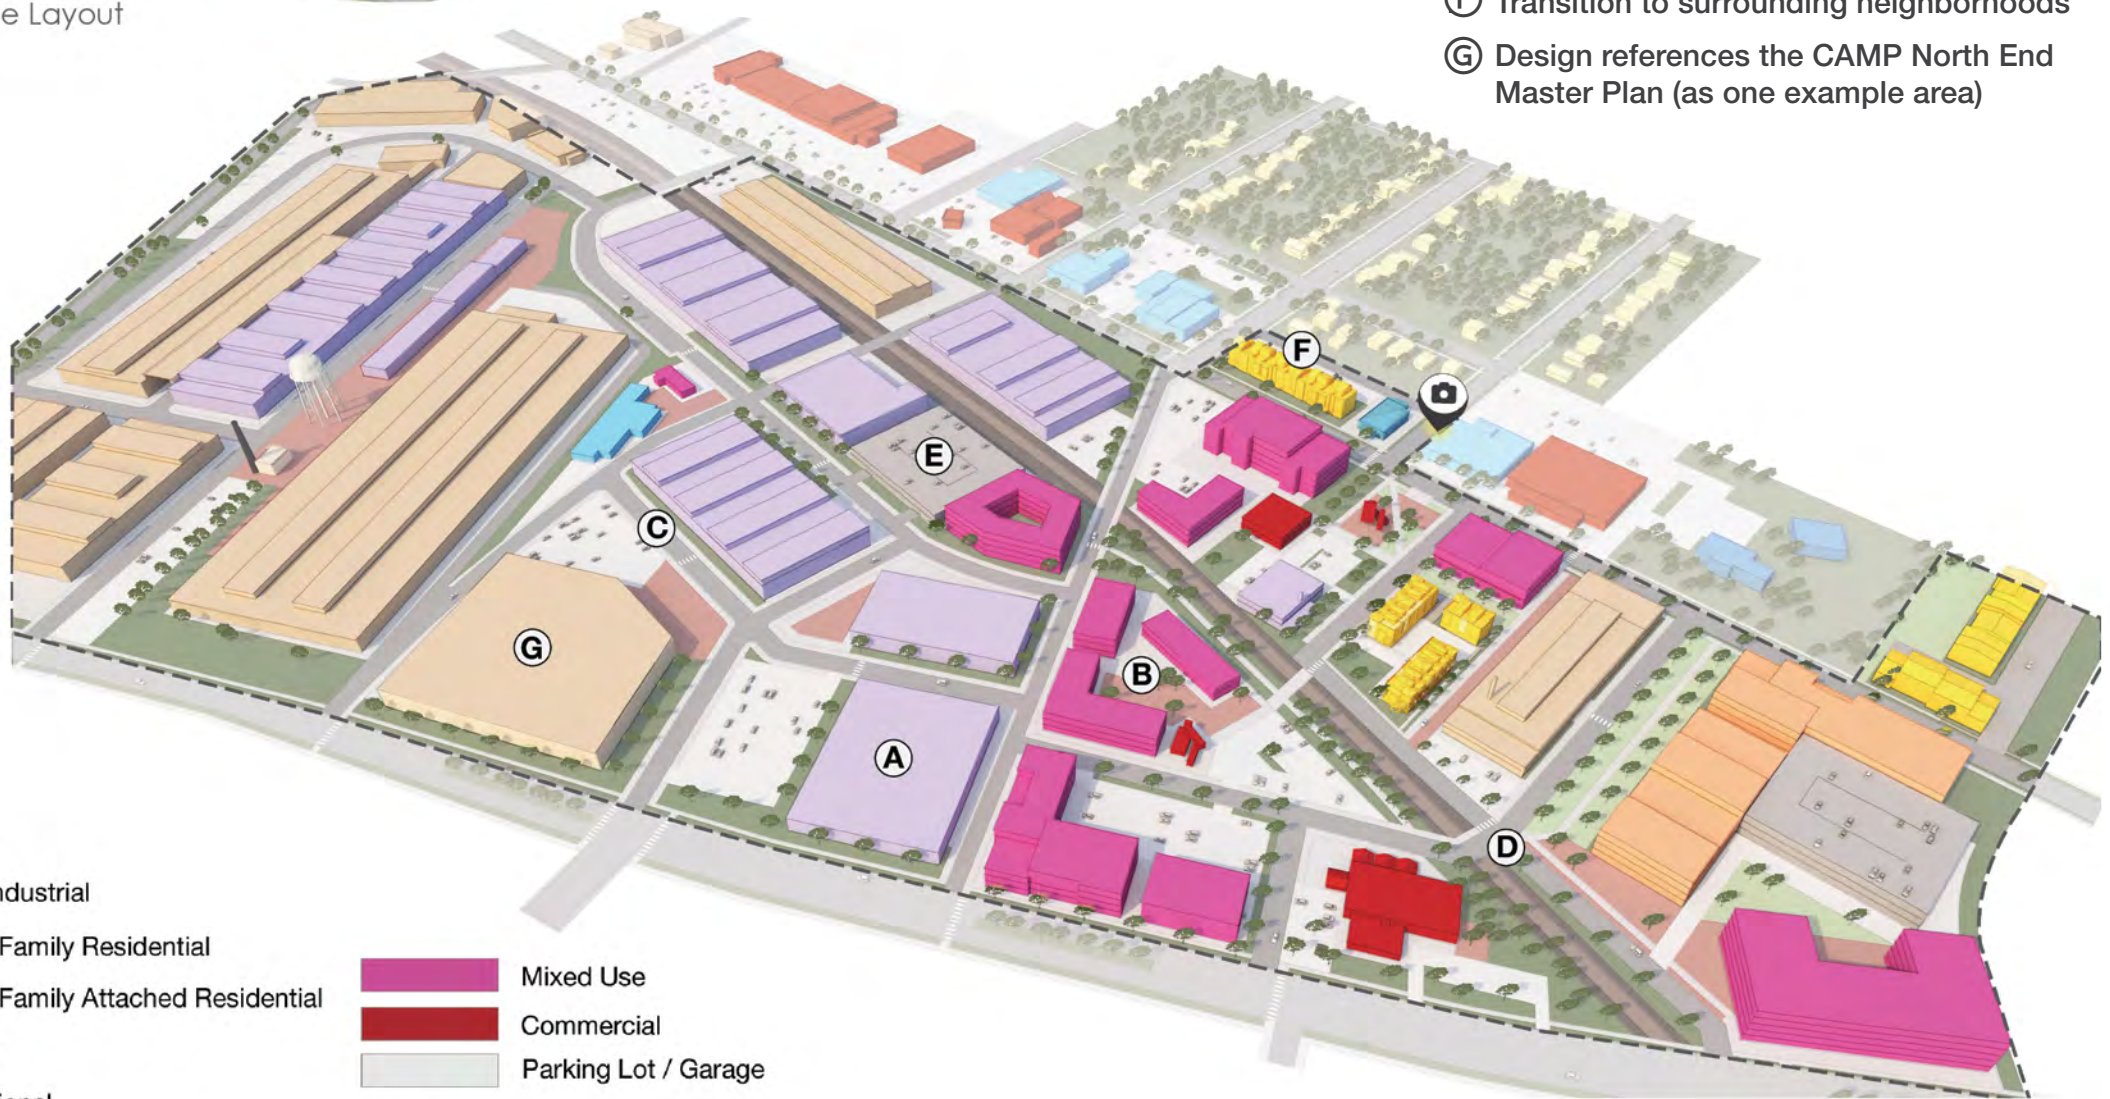 e Layout
Transition to surrounding neighborhoods
G Design references the CAMP North End
Master Plan (as one example area)
F
E
C
G
B
A
D
ndustrial
Family Residential
Family Attached Residential
Mixed Use
Commercial
Parking Lot / Garage